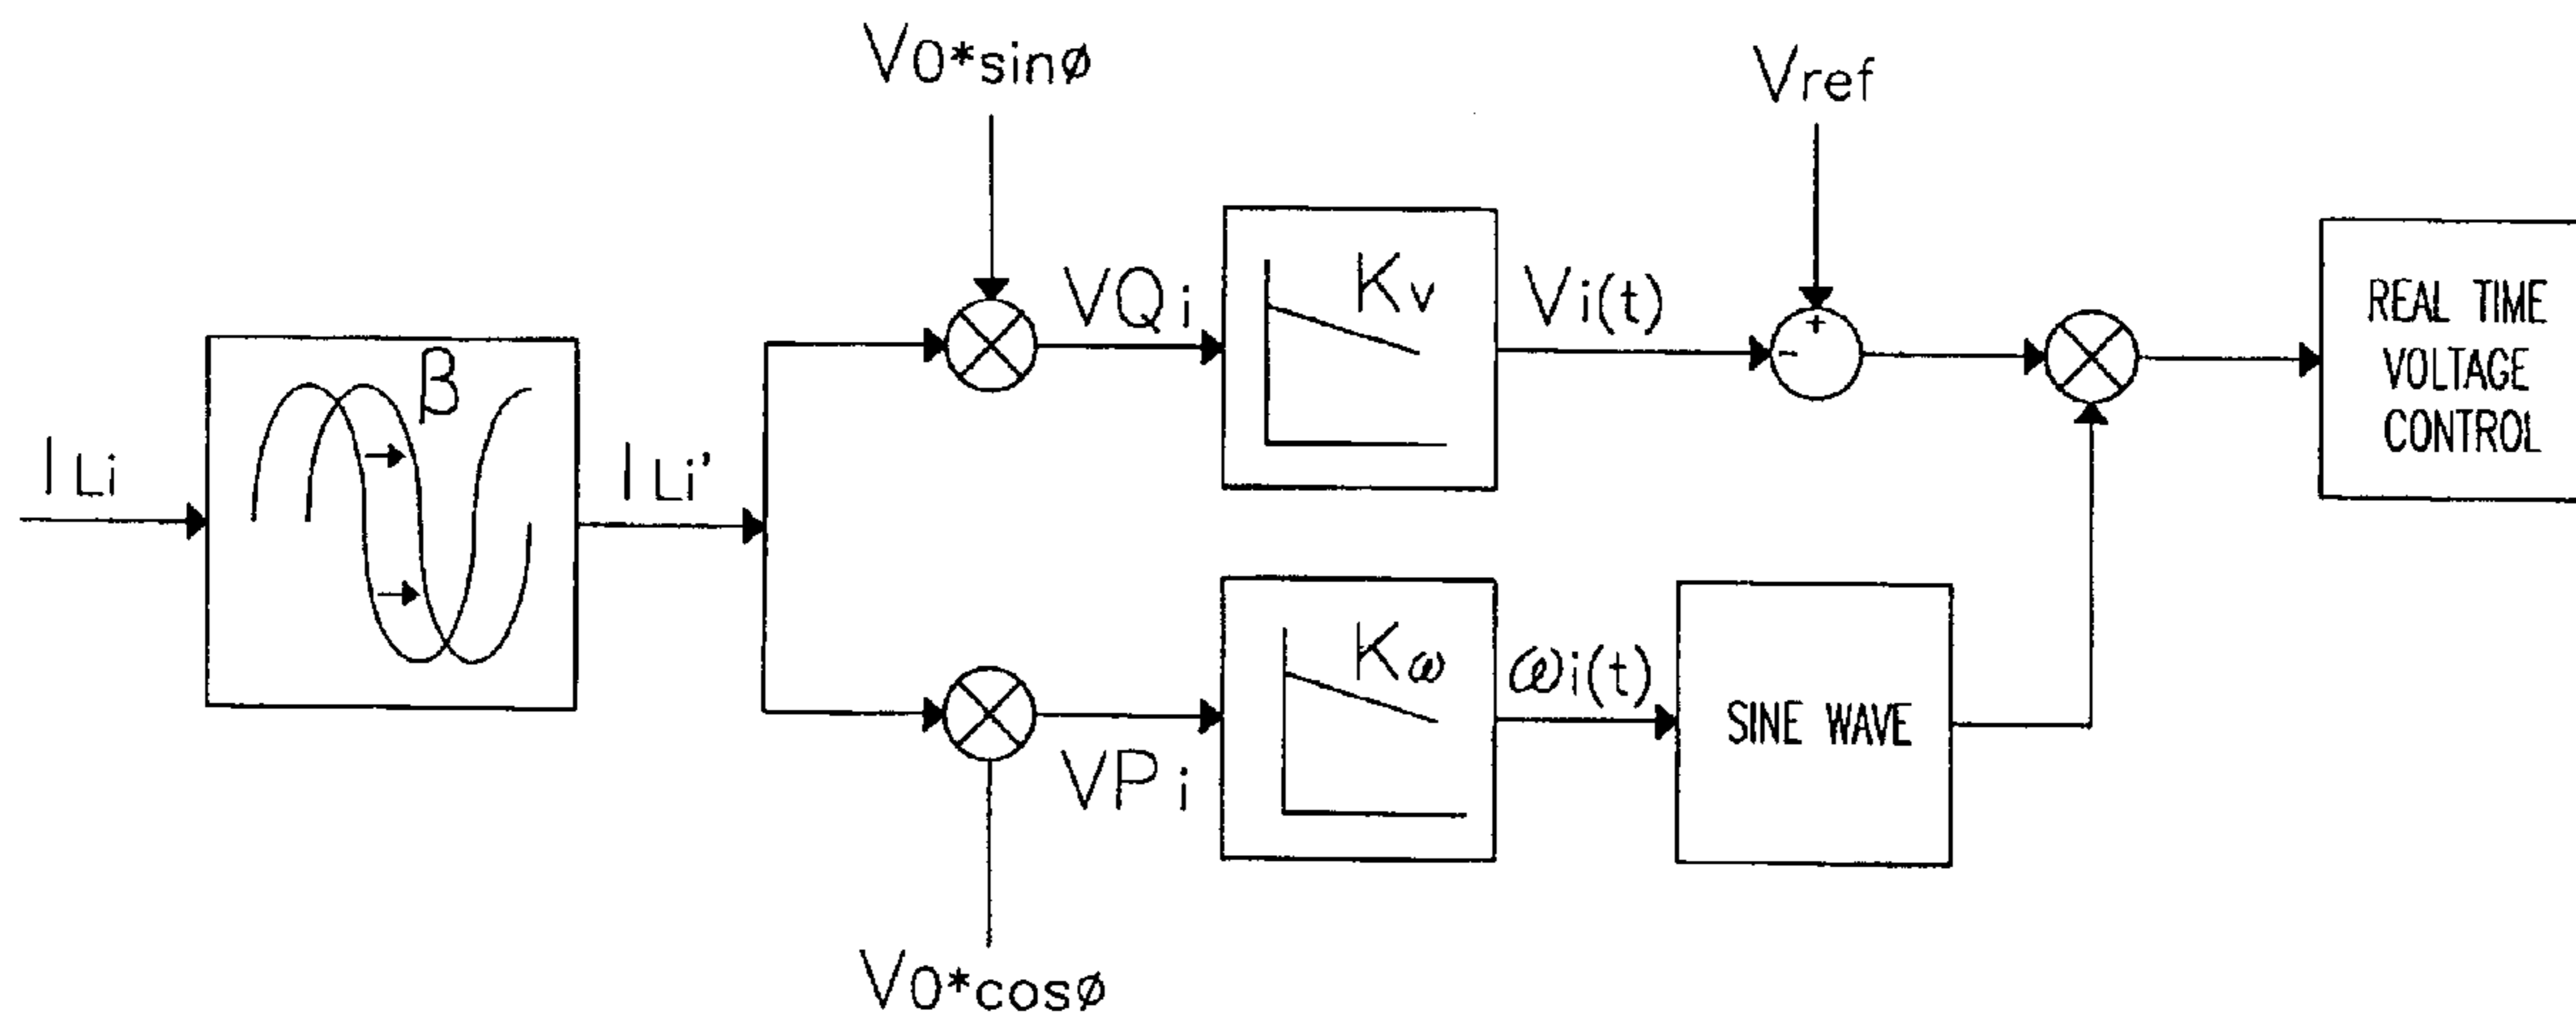 V0*sinø
Vref
β
ILi
ILi'
VQi
Kv
Vi(t)
+
-
REAL TIME
VOLTAGE
CONTROL
VPi
Kω
ωi(t)
SINE WAVE
V0*cosø